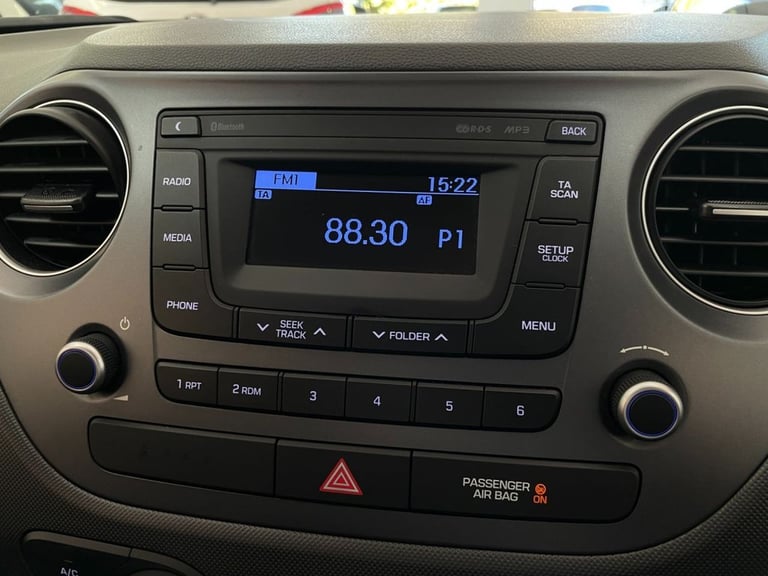 Bluetooth
R·D·S
MP3
BACK
RADIO
MEDIA
PHONE
FM1
15:22
TA
AF
88.30 P1
TA
SCAN
SETUP
CLOCK
SEEK
TRACK
FOLDER
MENU
1 RPT
2 RDM
3
4
5
6
PASSENGER
AIR BAG
ON
A/C